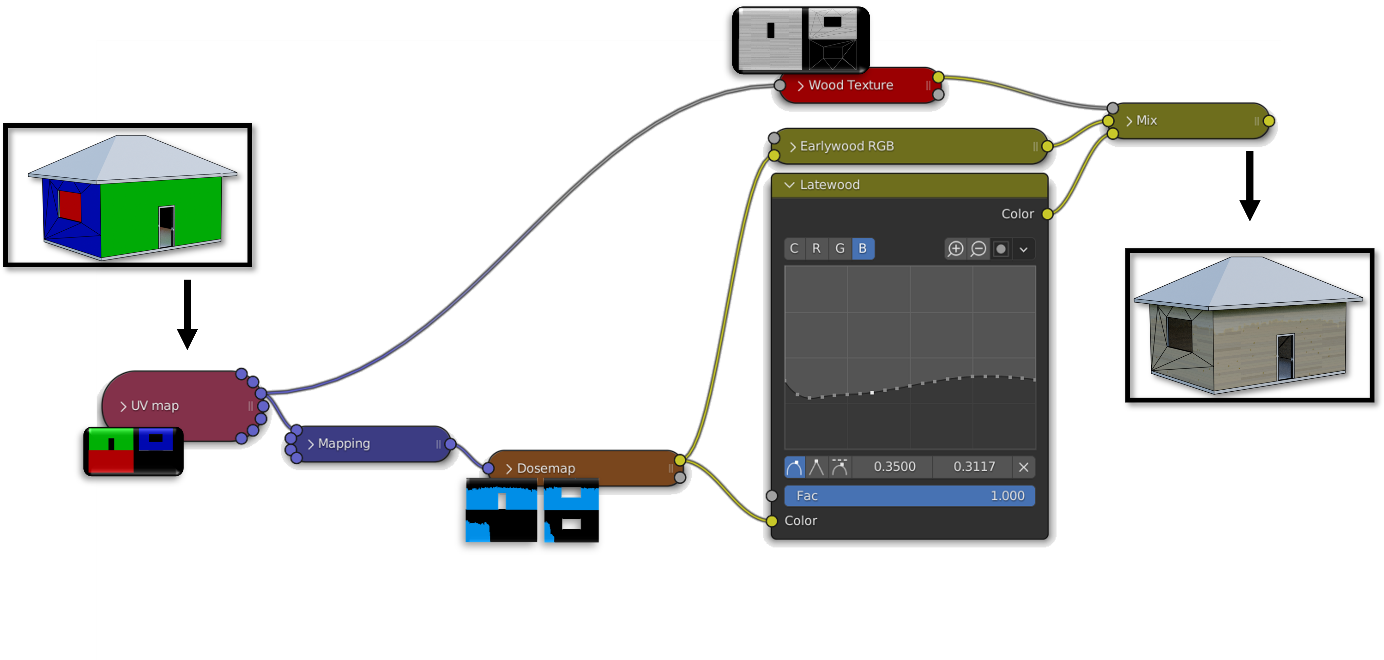 Wood Texture
Mix
Earlywood RGB
Latewood
Color
C R G B
UV map
Mapping
Dosemap
0.3500 0.3117
Fac 1.000
Color